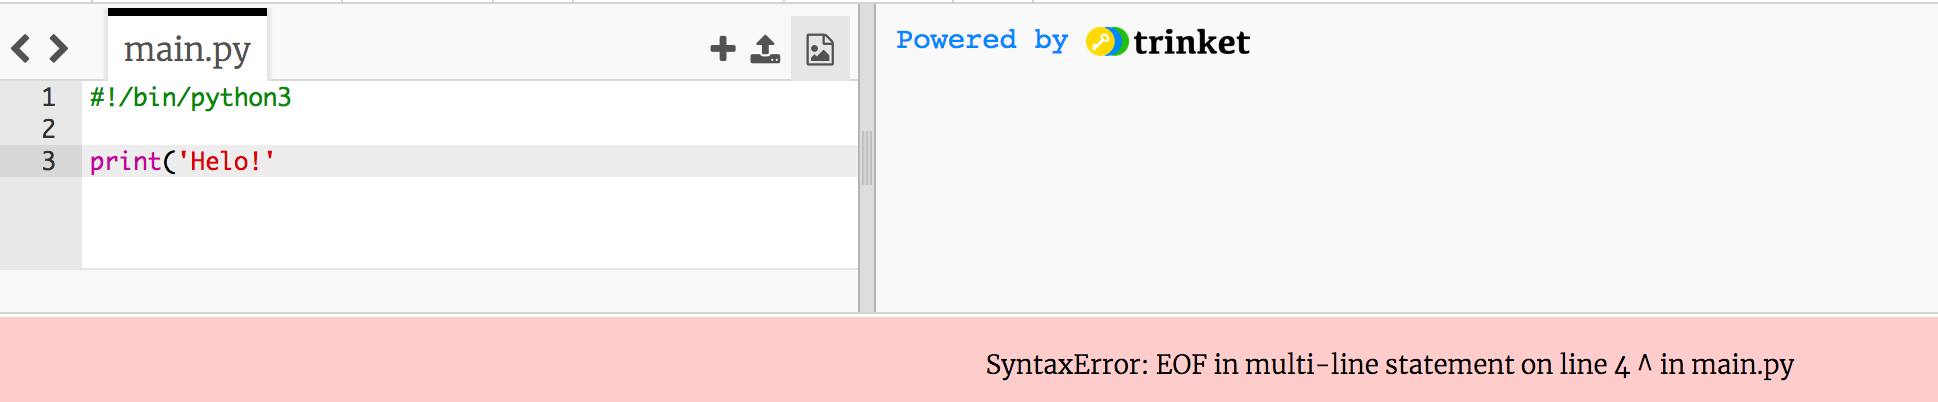 main.py
1 #!/bin/python3
2
3 print('Helo!'
Powered by trinket
SyntaxError: EOF in multi-line statement on line 4 ^ in main.py